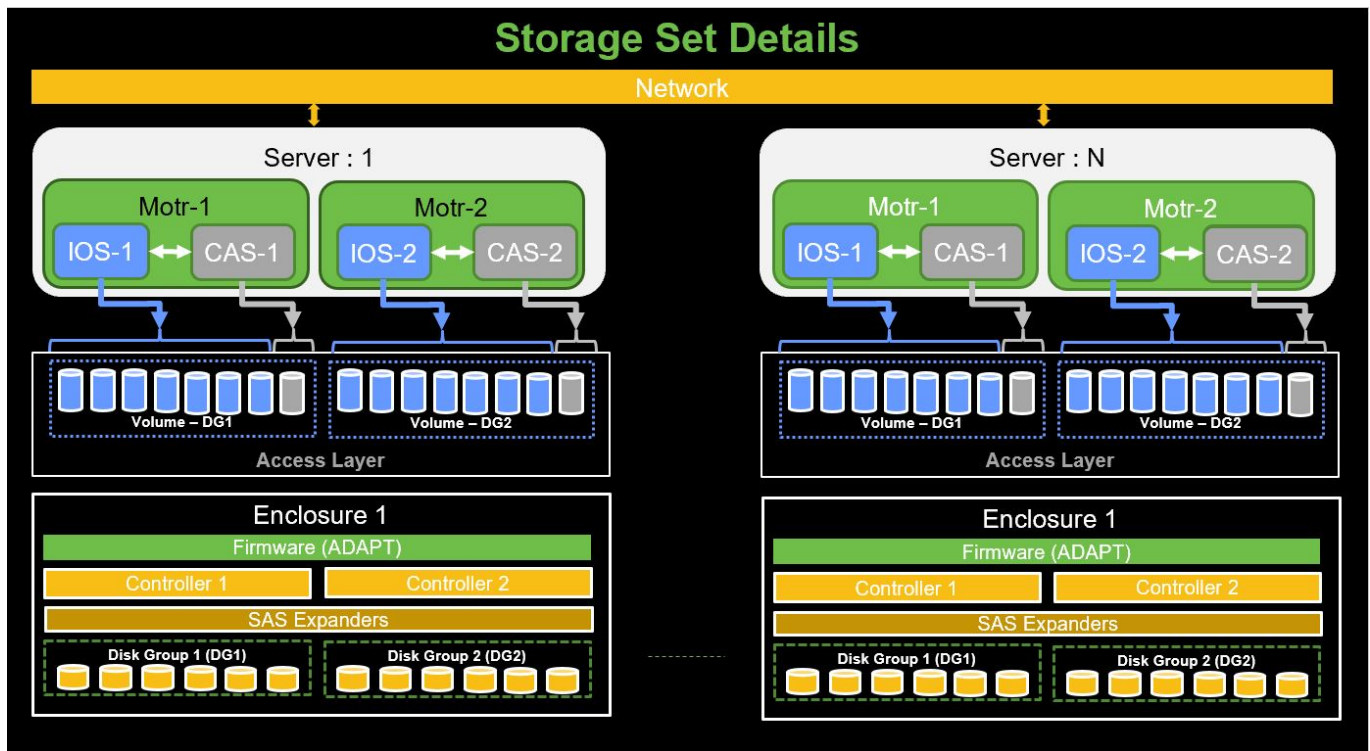 Storage Set Details
Network
Server : 1
Motr-1
IOS-1
CAS-1
Motr-2
IOS-2
CAS-2
Volume – DG1
Volume – DG2
Access Layer
Enclosure 1
Firmware (ADAPT)
Controller 1
Controller 2
SAS Expanders
Disk Group 1 (DG1)
Disk Group 2 (DG2)
Server : N
Motr-1
IOS-1
CAS-1
Motr-2
IOS-2
CAS-2
Volume – DG1
Volume – DG2
Access Layer
Enclosure 1
Firmware (ADAPT)
Controller 1
Controller 2
SAS Expanders
Disk Group 1 (DG1)
Disk Group 2 (DG2)